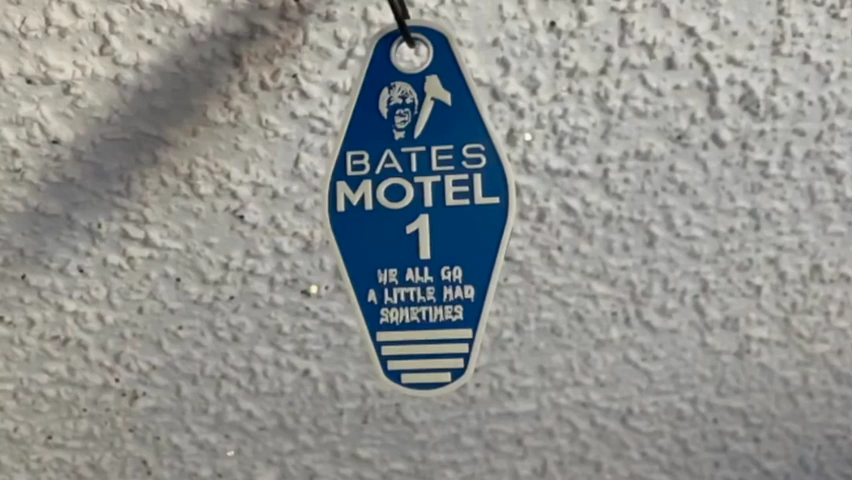 BATES
MOTEL
1
WE ALL GO
A LITTLE MAD
SOMETIMES